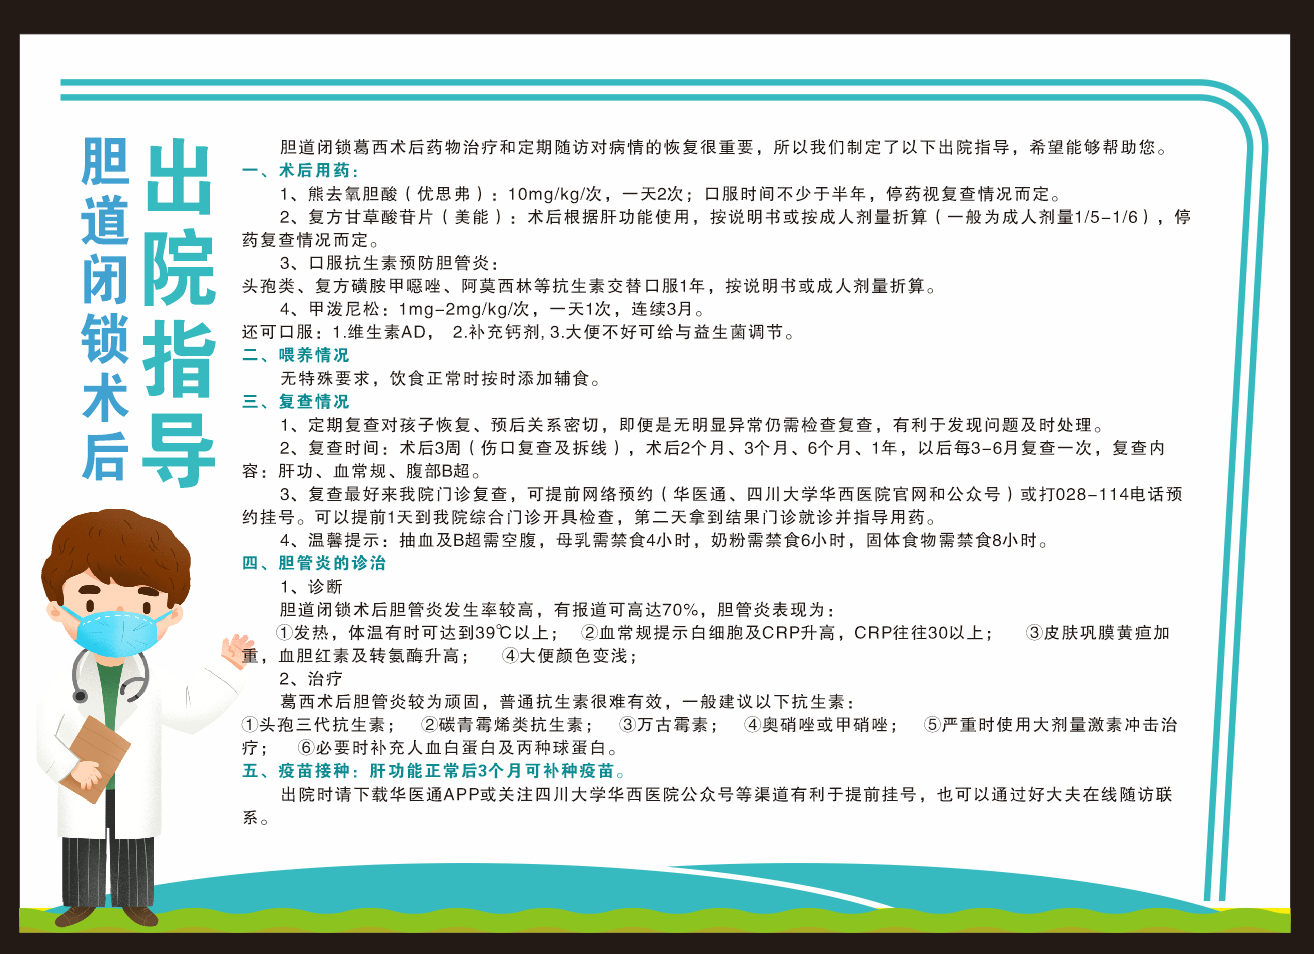 胆道闭锁术后
出院指导
胆道闭锁葛西术后药物治疗和定期随访对病情的恢复很重要，所以我们制定了以下出院指导，希望能够帮助您。
一、术后用药：
1、熊去氧胆酸（优思弗）：10mg/kg/次，一天2次；口服时间不少于半年，停药视复查情况而定。
2、复方甘草酸苷片（美能）：术后根据肝功能使用，按说明书或按成人剂量折算（一般为成人剂量1/5-1/6），停
药复查情况而定。
3、口服抗生素预防胆管炎：
头孢类、复方磺胺甲噁唑、阿莫西林等抗生素交替口服1年，按说明书或成人剂量折算。
4、甲泼尼松：1mg-2mg/kg/次，一天1次，连续3月。
还可口服：1.维生素AD， 2.补充钙剂, 3.大便不好可给与益生菌调节。
二、喂养情况
无特殊要求，饮食正常时按时添加辅食。
三、复查情况
1、定期复查对孩子恢复、预后关系密切，即便是无明显异常仍需检查复查，有利于发现问题及时处理。
2、复查时间：术后3周（伤口复查及拆线），术后2个月、3个月、6个月、1年，以后每3-6月复查一次，复查内
容：肝功、血常规、腹部B超。
3、复查最好来我院门诊复查，可提前网络预约（华医通、四川大学华西医院官网和公众号）或打028-114电话预
约挂号。可以提前1天到我院综合门诊开具检查，第二天拿到结果门诊就诊并指导用药。
4、温馨提示：抽血及B超需空腹，母乳需禁食4小时，奶粉需禁食6小时，固体食物需禁食8小时。
四、胆管炎的诊治
1、诊断
胆道闭锁术后胆管炎发生率较高，有报道可高达70%，胆管炎表现为：
①发热，体温有时可达到39℃以上； ②血常规提示白细胞及CRP升高，CRP往往30以上； ③皮肤巩膜黄疸加
重，血胆红素及转氨酶升高； ④大便颜色变浅；
2、治疗
葛西术后胆管炎较为顽固，普通抗生素很难有效，一般建议以下抗生素：
①头孢三代抗生素； ②碳青霉烯类抗生素； ③万古霉素； ④奥硝唑或甲硝唑； ⑤严重时使用大剂量激素冲击治
疗； ⑥必要时补充人血白蛋白及丙种球蛋白。
五、疫苗接种：肝功能正常后3个月可补种疫苗。
出院时请下载华医通APP或关注四川大学华西医院公众号等渠道有利于提前挂号，也可以通过好大夫在线随访联
系。